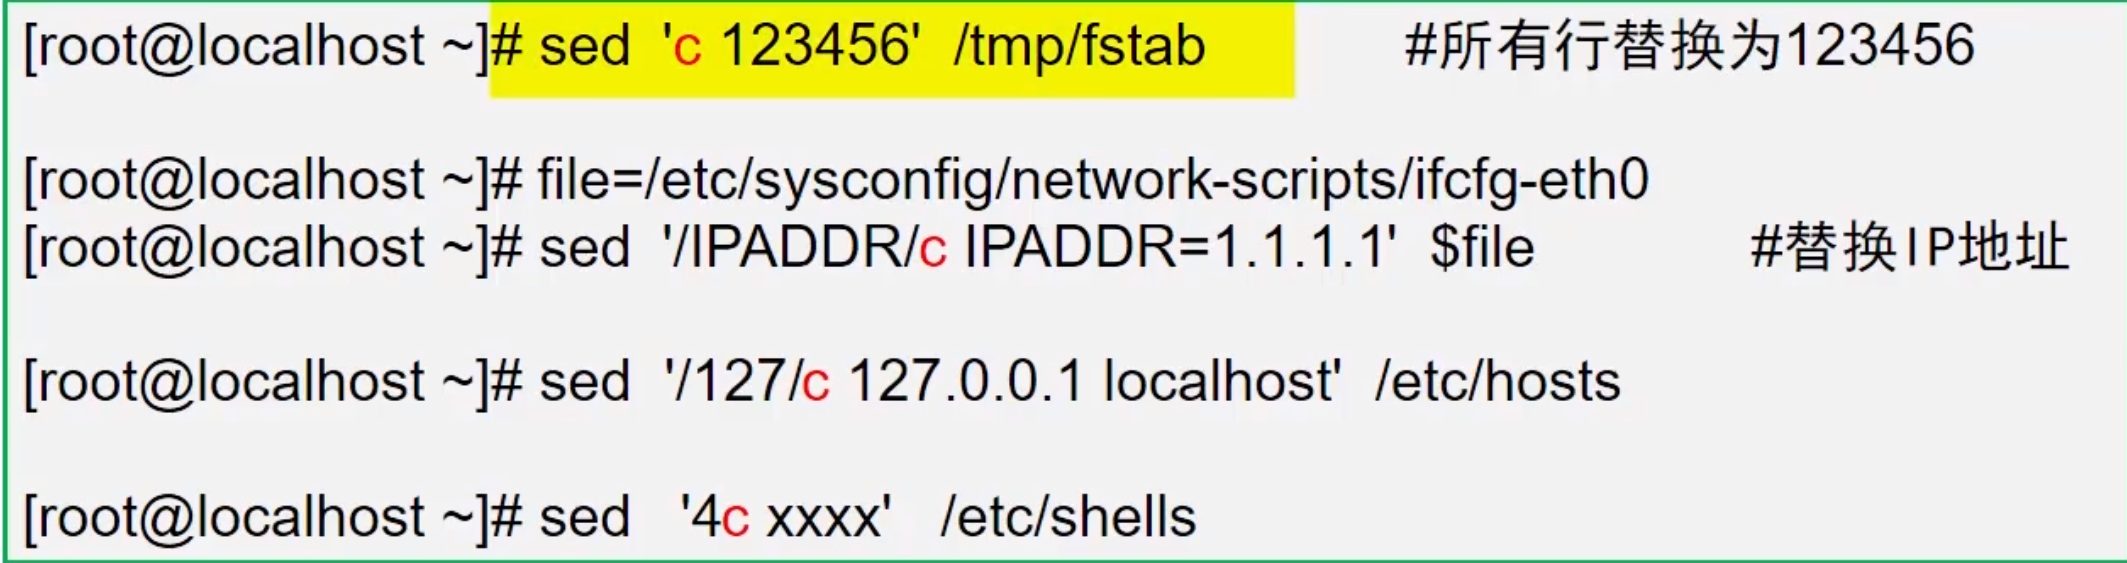 [root@localhost ~]# sed 'c 123456' /tmp/fstab #所有行替换为123456
[root@localhost ~]# file=/etc/sysconfig/network-scripts/ifcfg-eth0
[root@localhost ~]# sed '/IPADDR/c IPADDR=1.1.1.1' $file #替换IP地址
[root@localhost ~]# sed '/127/c 127.0.0.1 localhost' /etc/hosts
[root@localhost ~]# sed '4c xxxx' /etc/shells